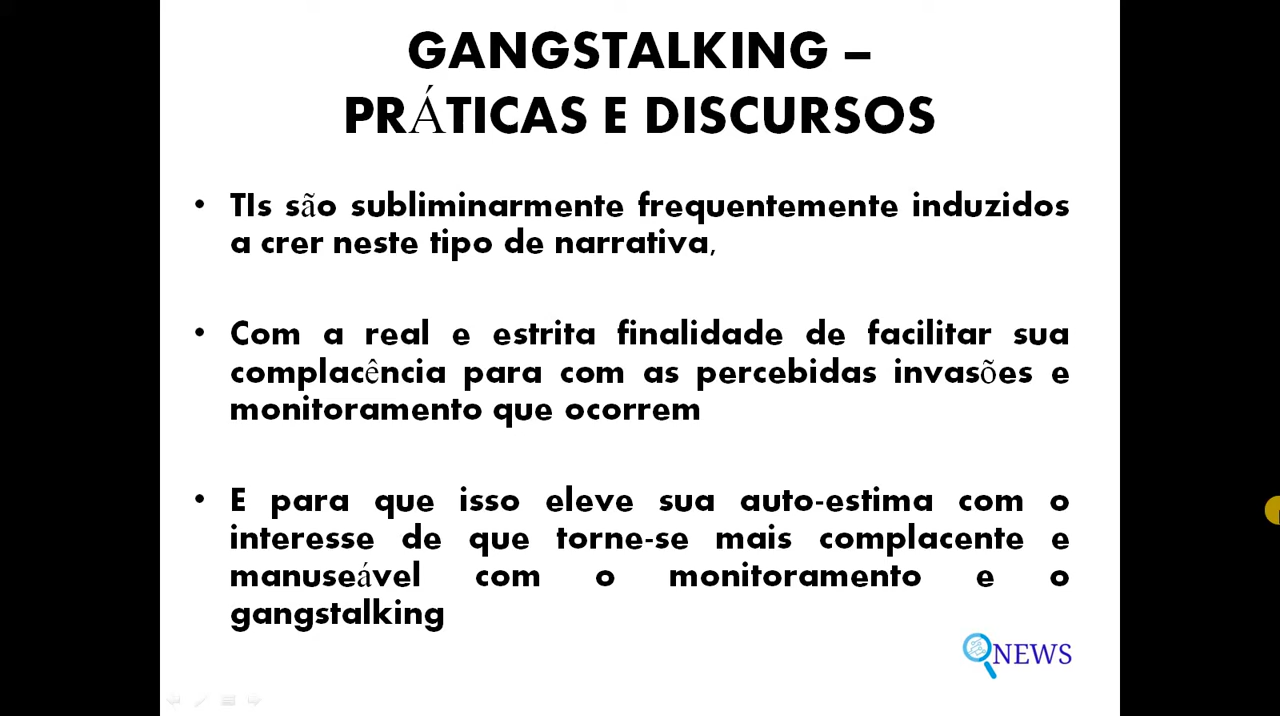 GANGSTALKING –
PRÁTICAS E DISCURSOS
• TIs são subliminarmente frequentemente induzidos
a crer neste tipo de narrativa,
• Com a real e estrita finalidade de facilitar sua
complacência para com as percebidas invasões e
monitoramento que ocorrem
• E para que isso eleve sua auto-estima com o
interesse de que torne-se mais complacente e
manuseável com o monitoramento e o
gangstalking
NEWS